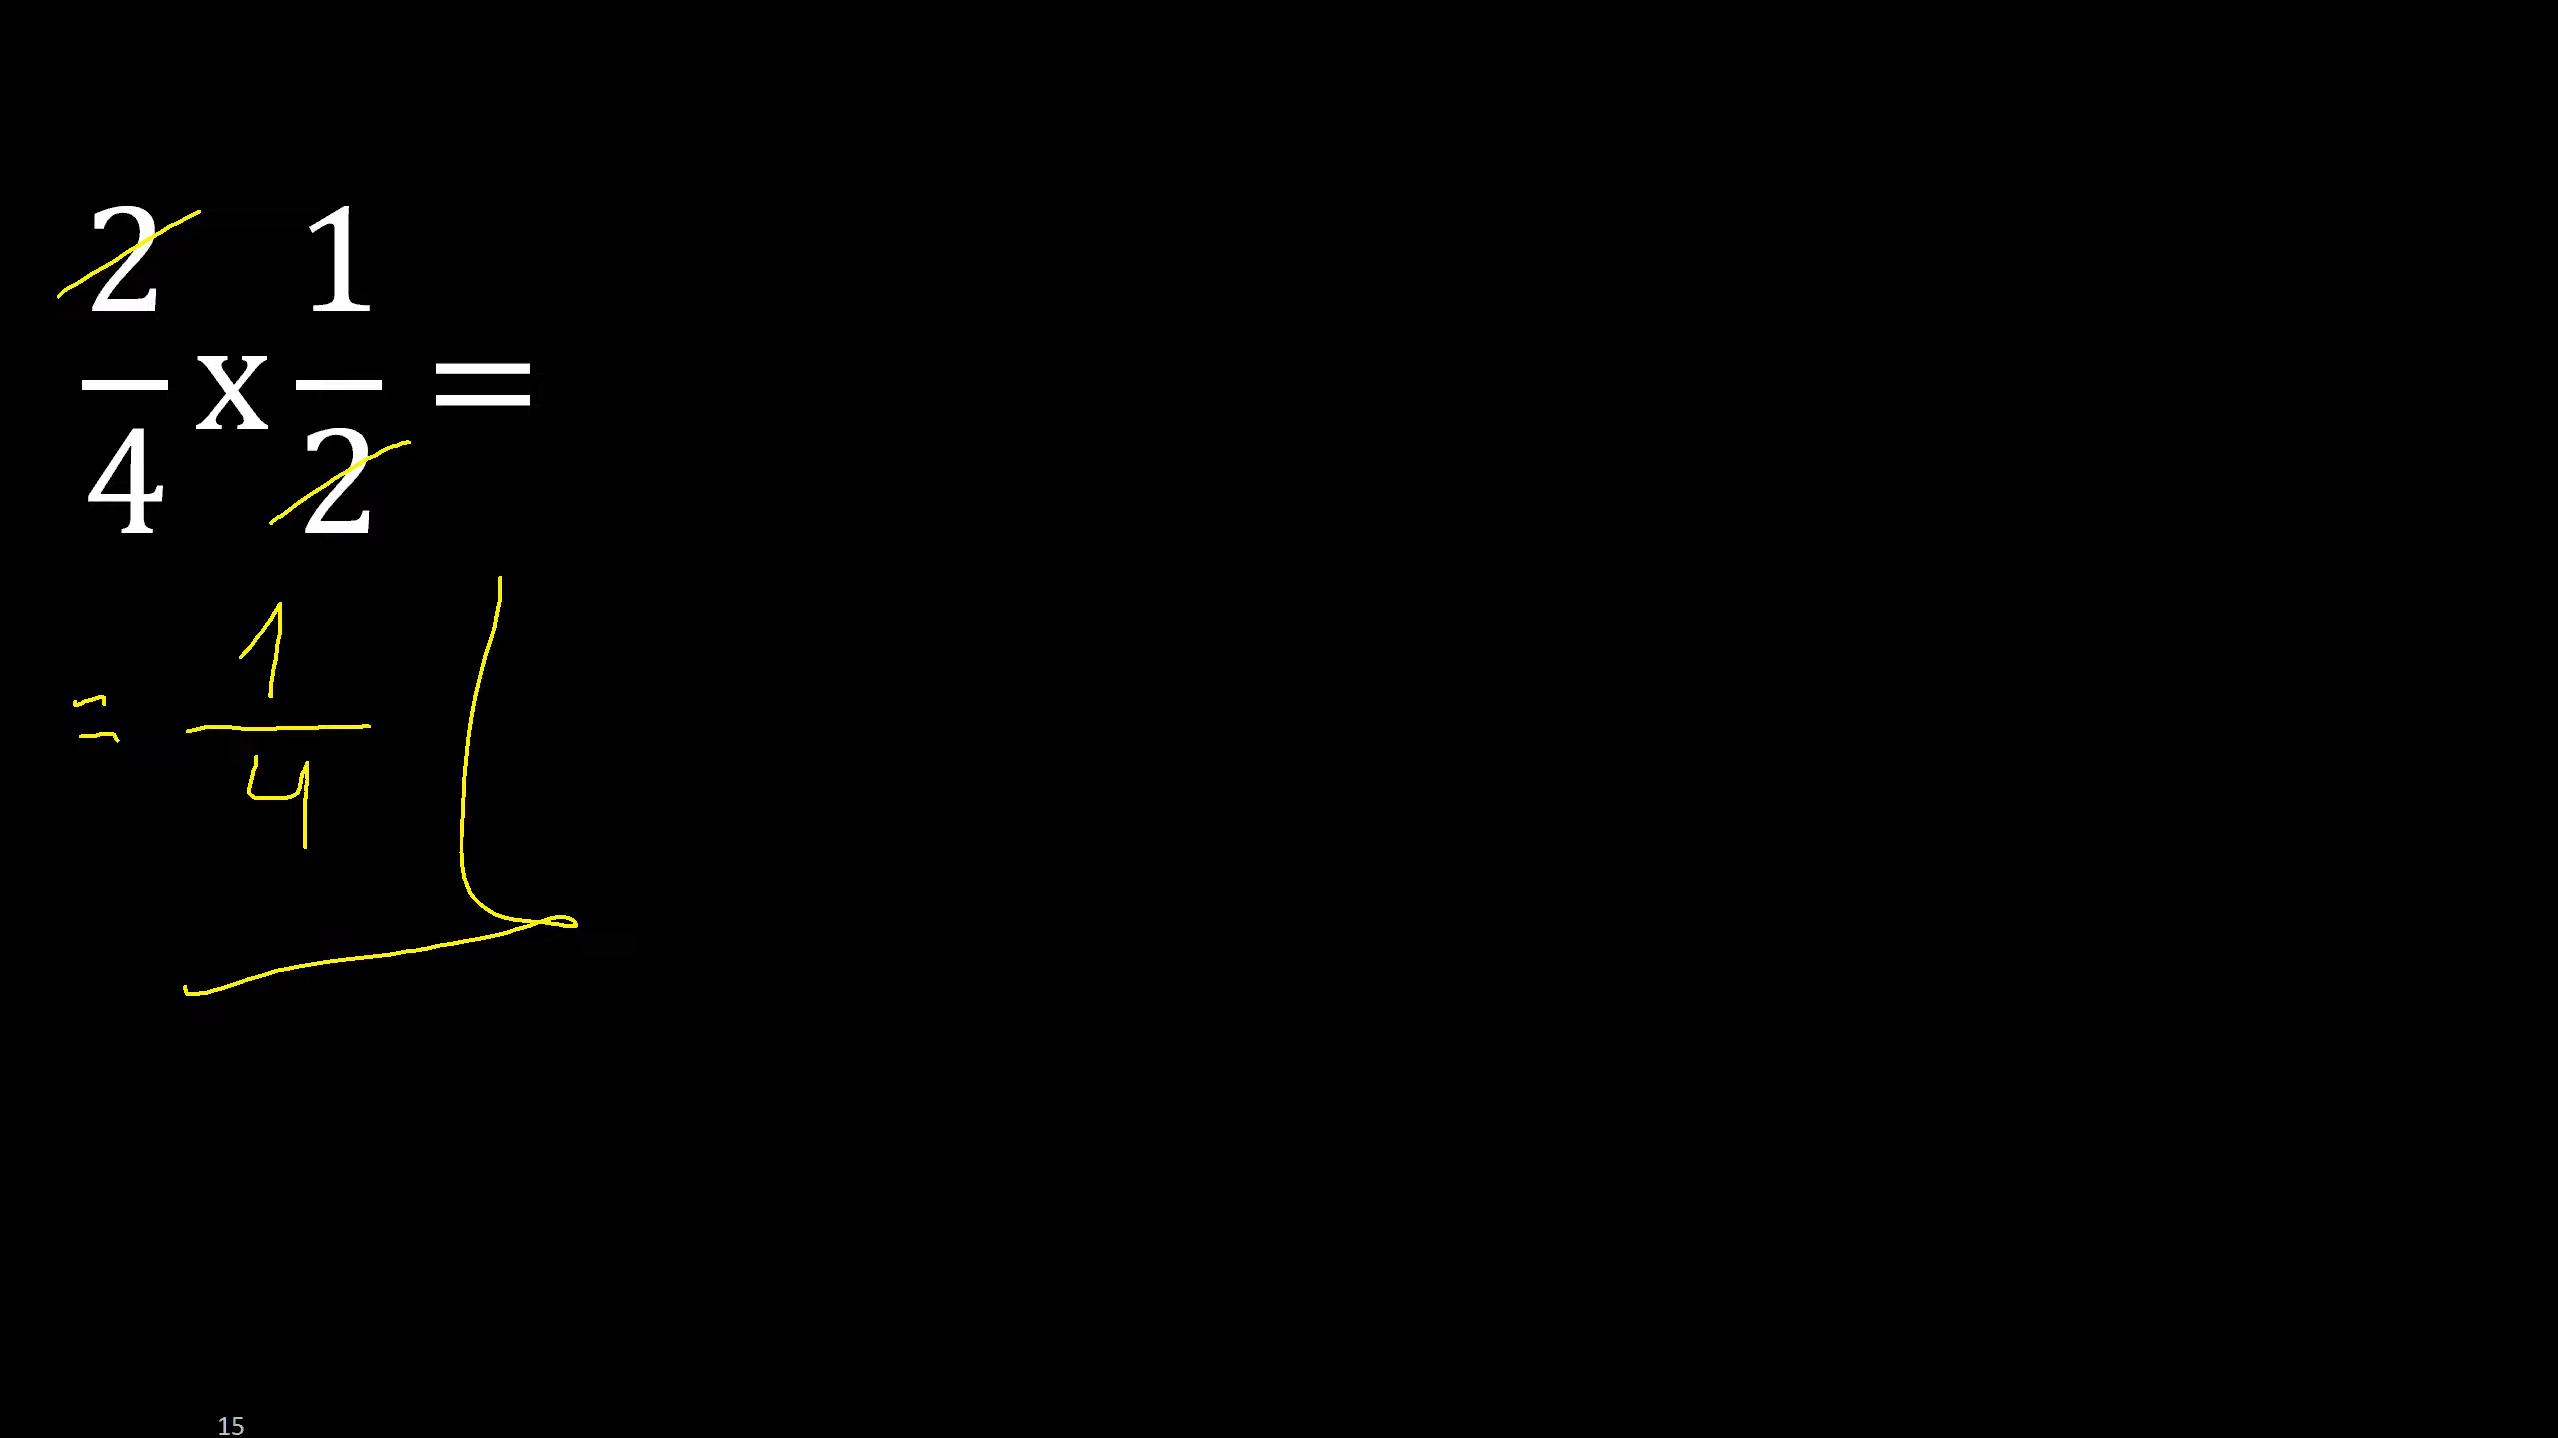 2/4 x 1/2 =
= 1/4
15